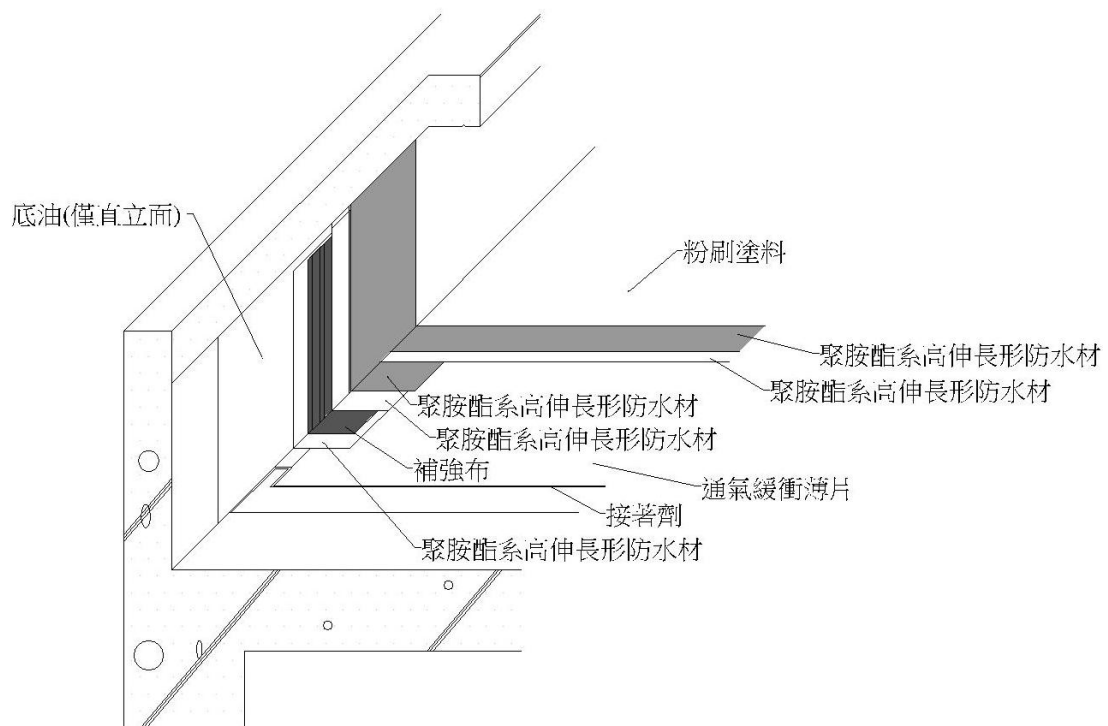 底油(僅直立面)
粉刷塗料
聚胺酯系高伸長形防水材
聚胺酯系高伸長形防水材
聚胺酯系高伸長形防水材
聚胺酯系高伸長形防水材
補強布
通氣緩衝薄片
接著劑
聚胺酯系高伸長形防水材